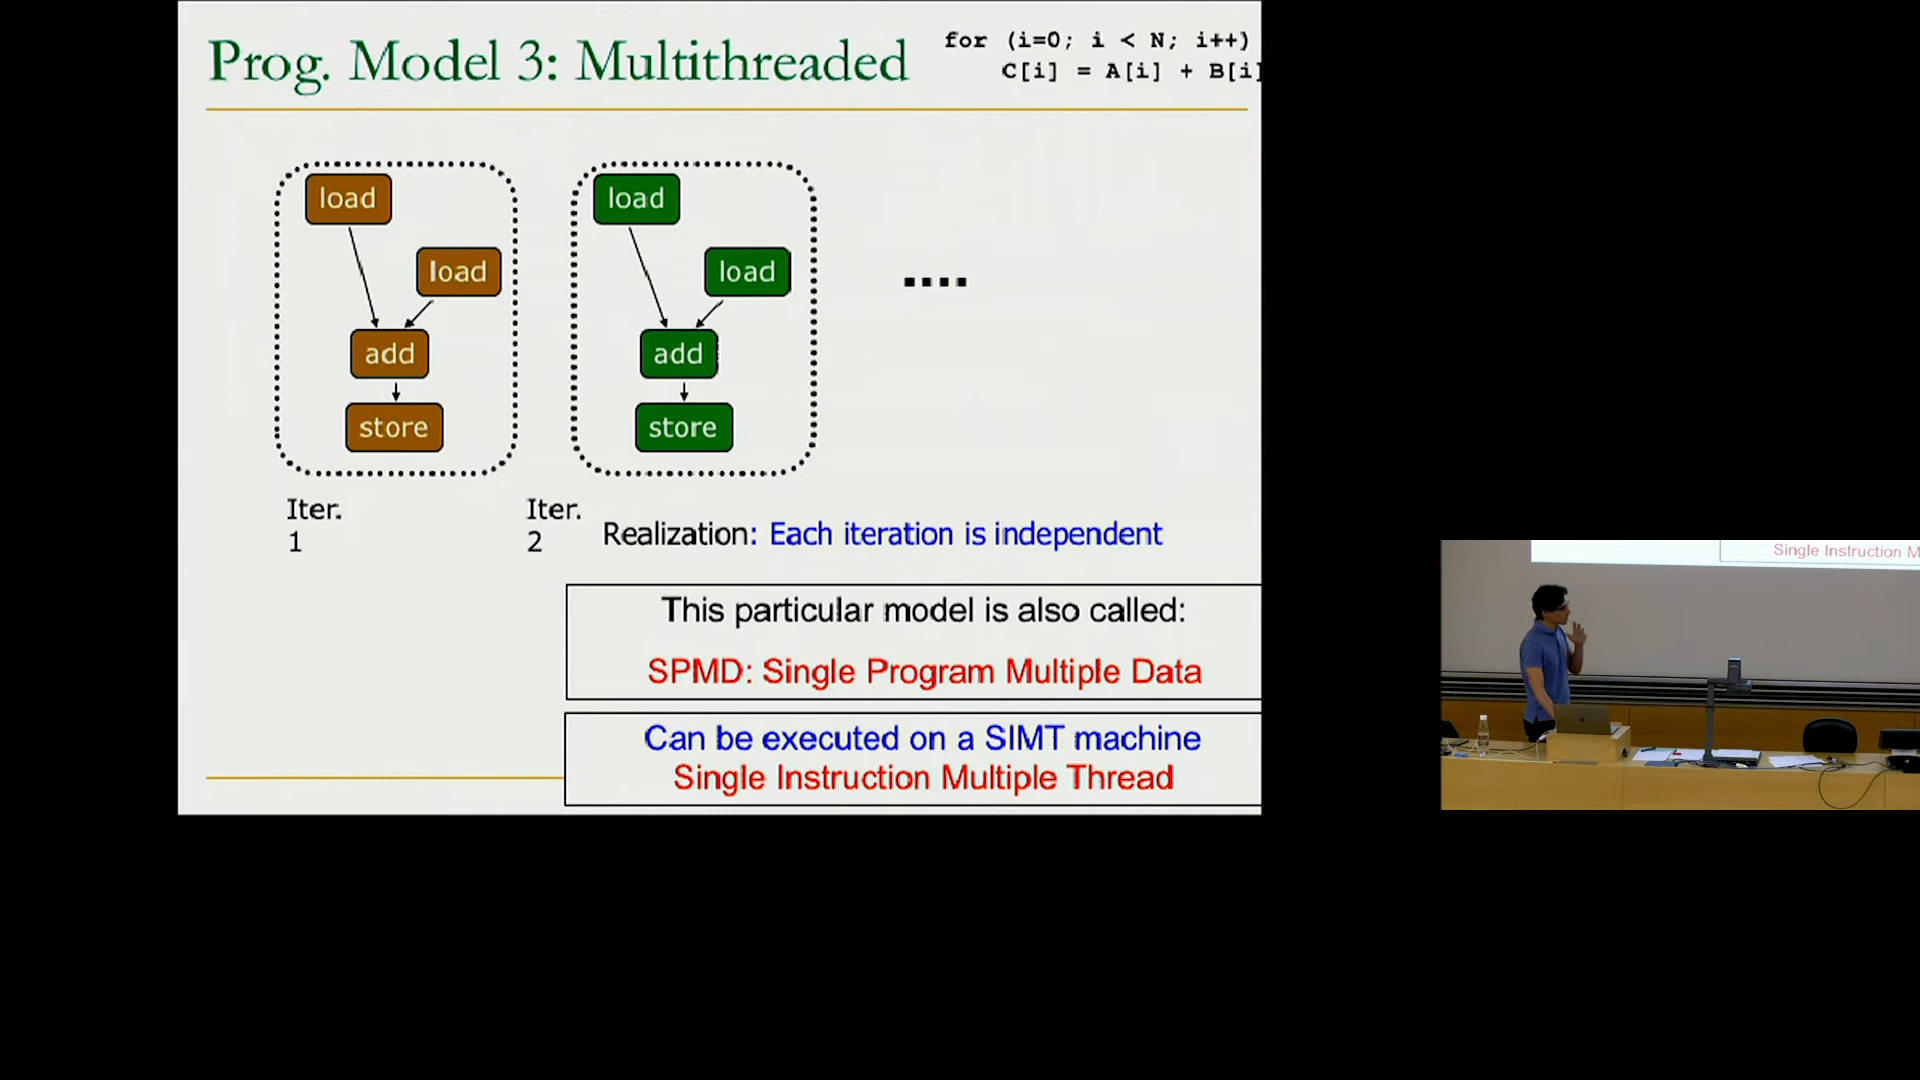 Prog. Model 3: Multithreaded
for (i=0; i < N; i++)
C[i] = A[i] + B[i]
load
load
add
store
load
load
add
store
....
Iter.
1
Iter.
2
Realization: Each iteration is independent
This particular model is also called:
SPMD: Single Program Multiple Data
Can be executed on a SIMT machine
Single Instruction Multiple Thread
Single Instruction M